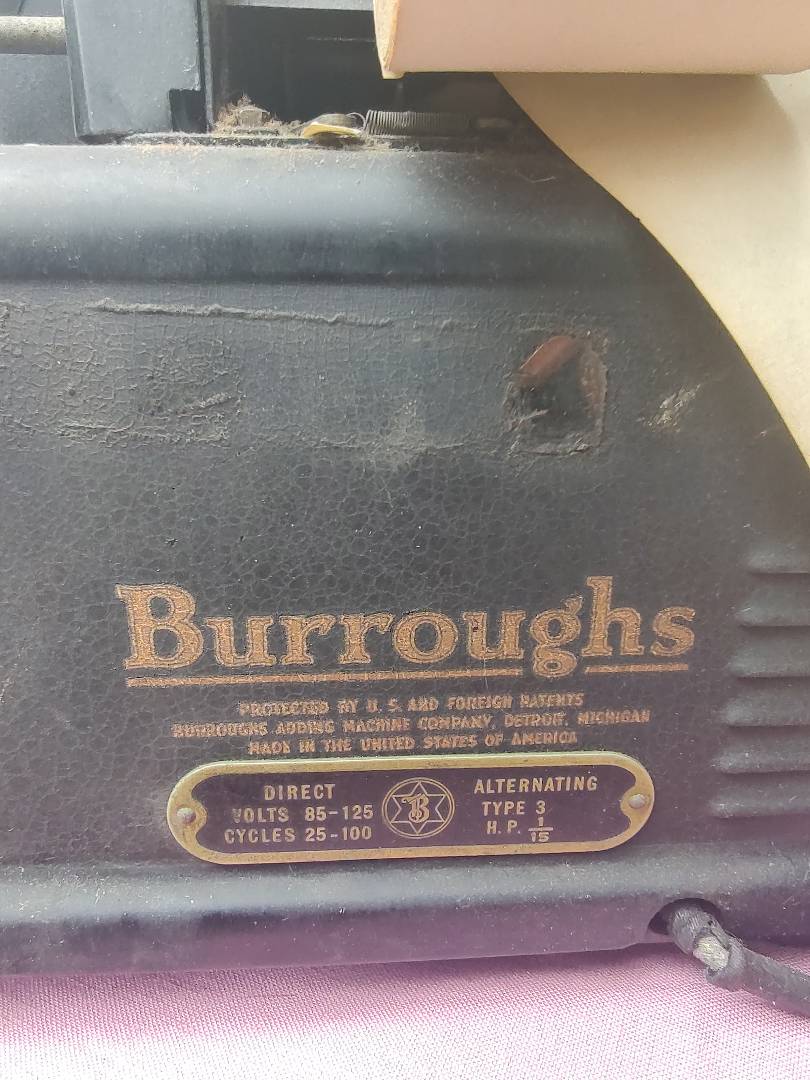 Burroughs
PROTECTED BY U. S. AND FOREIGN PATENTS
BURROUGHS ADDING MACHINE COMPANY, DETROIT, MICHIGAN
MADE IN THE UNITED STATES OF AMERICA
DIRECT
VOLTS 85-125
CYCLES 25-100
B
ALTERNATING
TYPE 3
H.P. 1/15